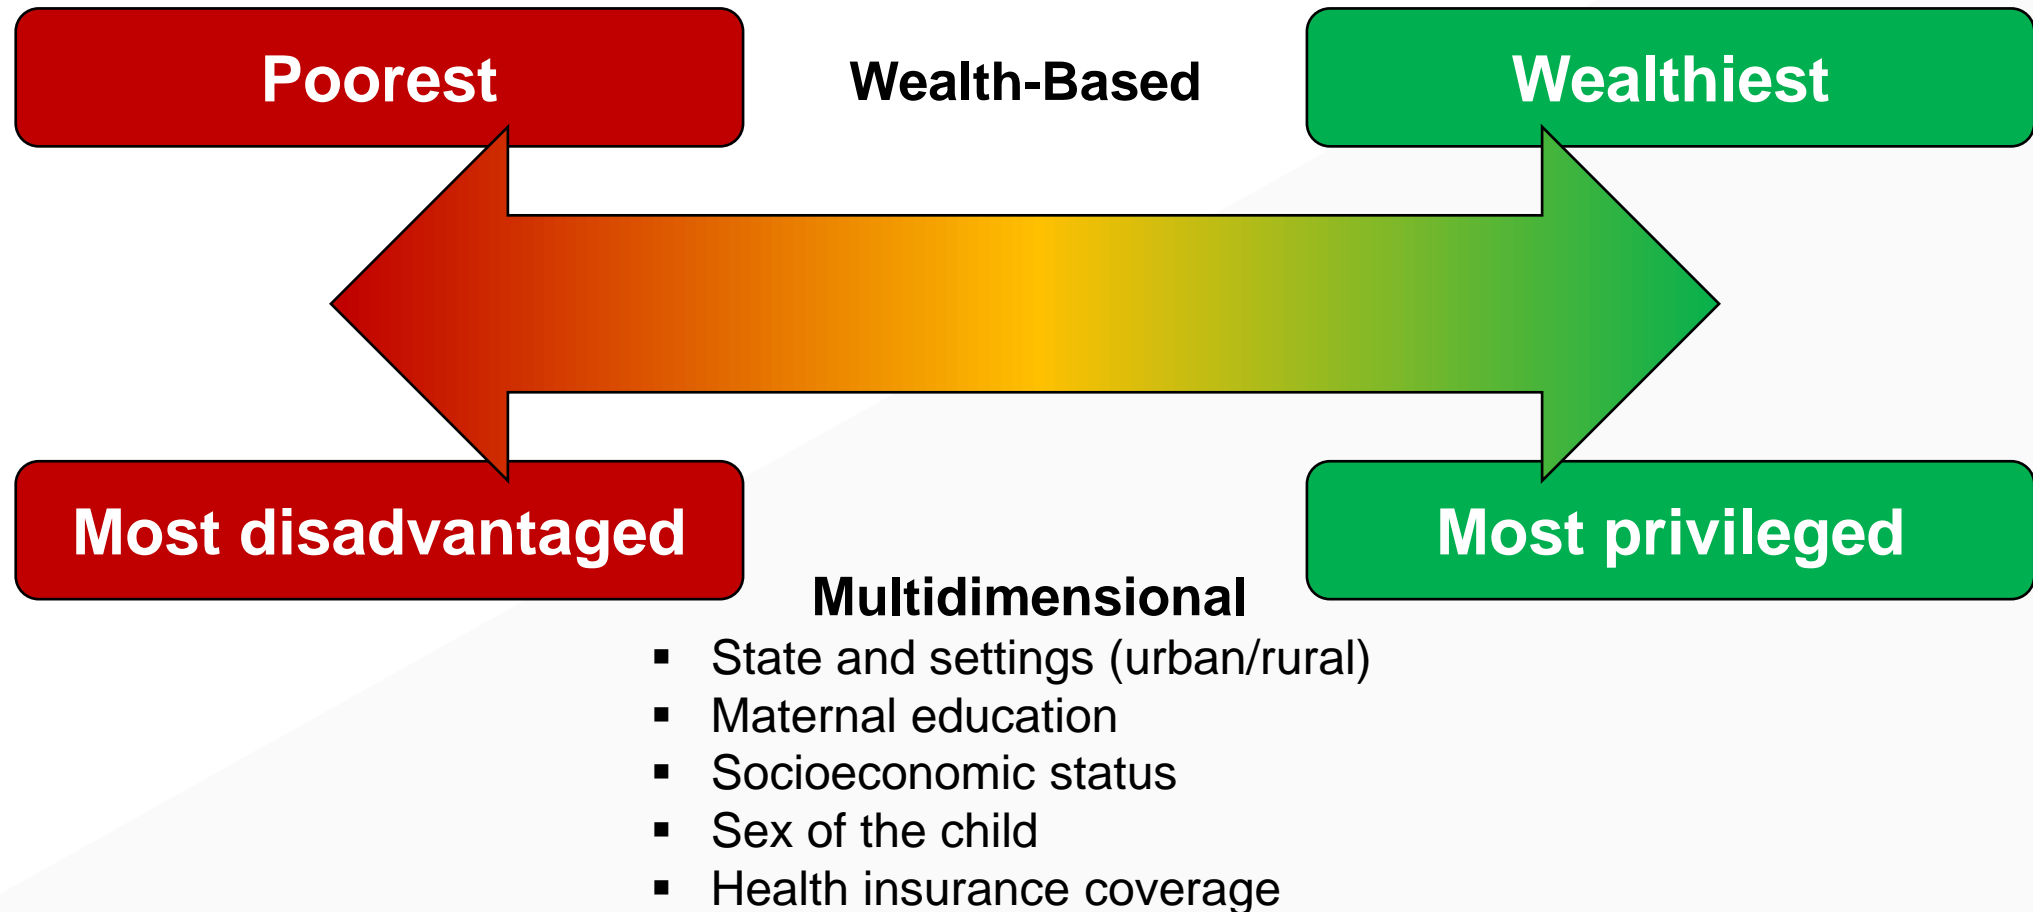 Poorest
Wealth-Based
Wealthiest
Most disadvantaged
Most privileged
Multidimensional
▪ State and settings (urban/rural)
▪ Maternal education
▪ Socioeconomic status
▪ Sex of the child
▪ Health insurance coverage